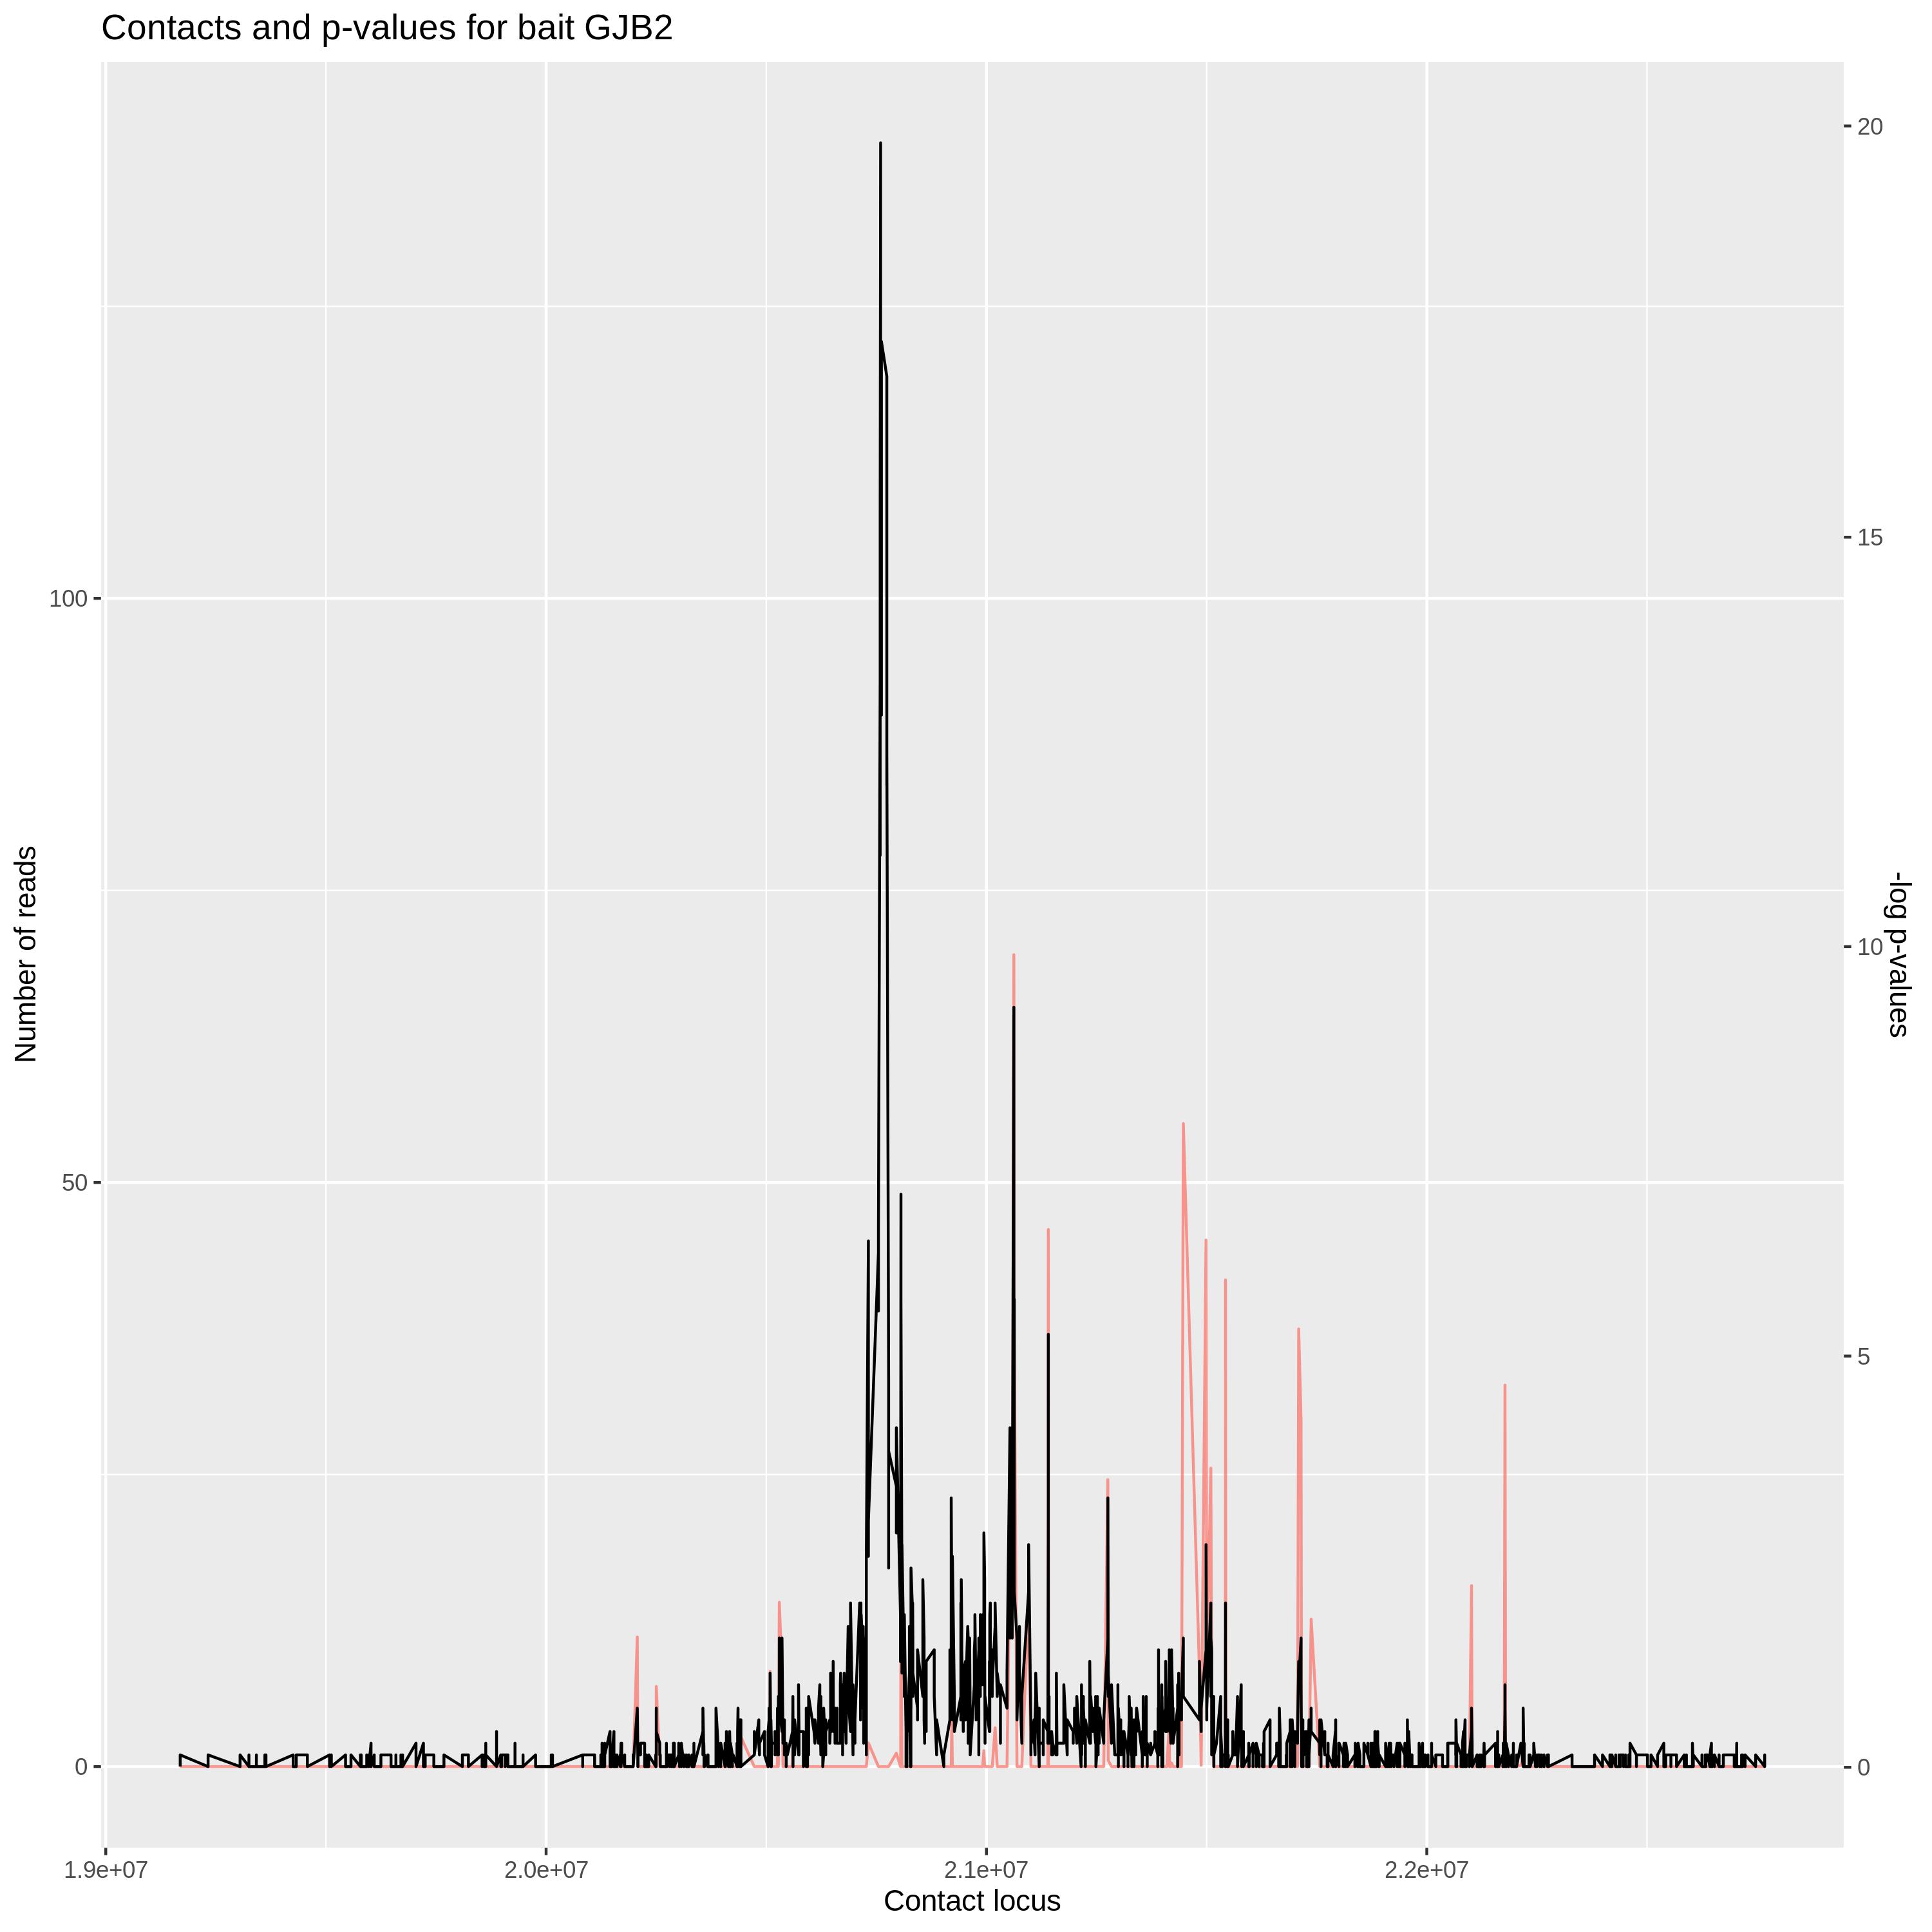 Contacts and p-values for bait GJB2
20
15
100
Number of reads
-log p-values
10
50
5
0
0
1.9e+07
2.0e+07
2.1e+07
2.2e+07
Contact locus